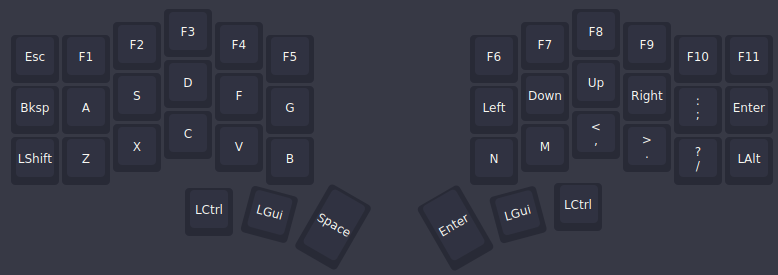 Esc F1 F2 F3 F4 F5 F6 F7 F8 F9 F10 F11
Bksp A S D F G Left Down Up Right : ; Enter
LShift Z X C V B N M < , > . ? / LAlt
LCtrl LGui Space Enter LGui LCtrl